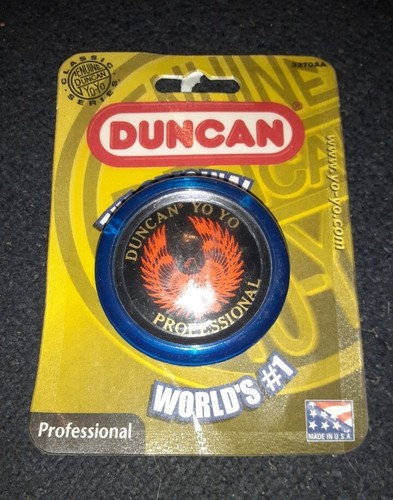 CLASSIC
GENUINE
DUNCAN
YO-YO
SERIES
3370AA
DUNCAN®
DUNCAN® YO YO
PROFESSIONAL
www.yo-yo.com
WORLD'S #1
Professional
MADE IN U.S.A.